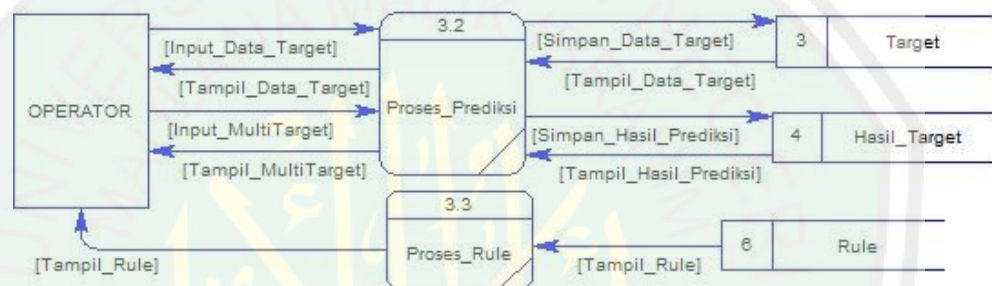 OPERATOR
[Input_Data_Target]
[Tampil_Data_Target]
[Input_MultiTarget]
[Tampil_MultiTarget]
3.2
Proses_Prediksi
[Simpan_Data_Target]
[Tampil_Data_Target]
[Simpan_Hasil_Prediksi]
[Tampil_Hasil_Prediksi]
3 Target
4 Hasil_Target
[Tampil_Rule]
3.3
Proses_Rule
[Tampil_Rule]
6 Rule